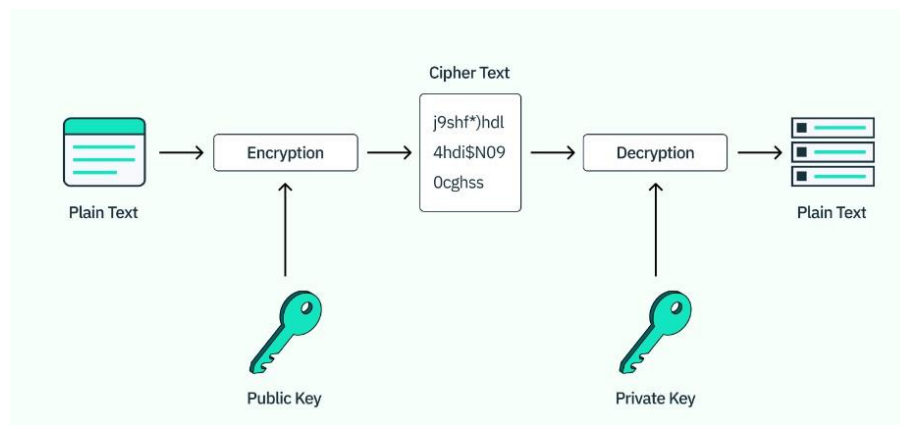 Cipher Text
j9shf*)hdl
4hdi$N09
0cghss
Encryption
Decryption
Plain Text
Plain Text
Public Key
Private Key